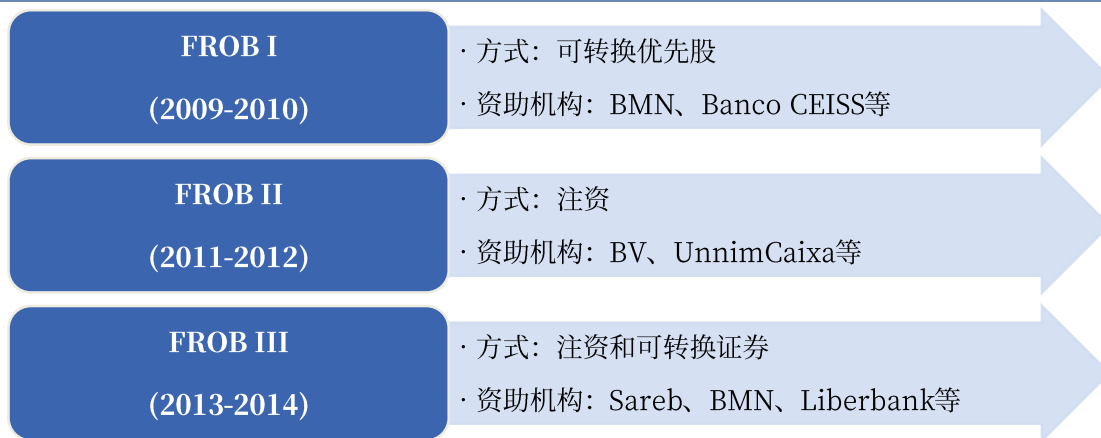 FROB I
(2009-2010)
· 方式：可转换优先股
· 资助机构：BMN、Banco CEISS等
FROB II
(2011-2012)
· 方式：注资
· 资助机构：BV、UnnimCaixa等
FROB III
(2013-2014)
· 方式：注资和可转换证券
· 资助机构：Sareb、BMN、Liberbank等